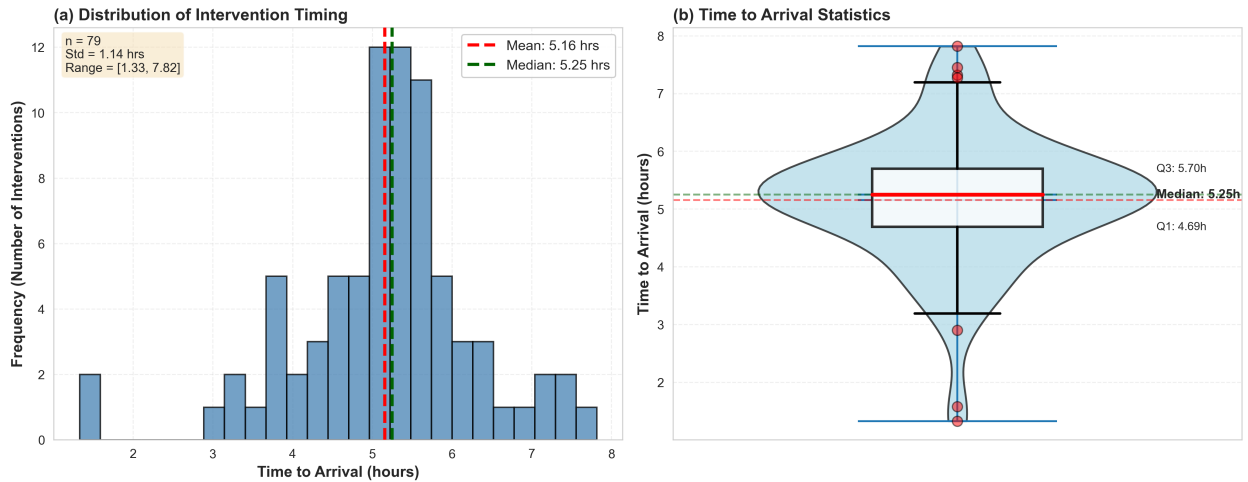 (a) Distribution of Intervention Timing
n = 79
Std = 1.14 hrs
Range = [1.33, 7.82]
Mean: 5.16 hrs
Median: 5.25 hrs
Frequency (Number of Interventions)
12
10
8
6
4
2
0
2
3
4
5
6
7
8
Time to Arrival (hours)
(b) Time to Arrival Statistics
Time to Arrival (hours)
8
7
6
5
4
3
2
Q3: 5.70h
Median: 5.25h
Q1: 4.69h